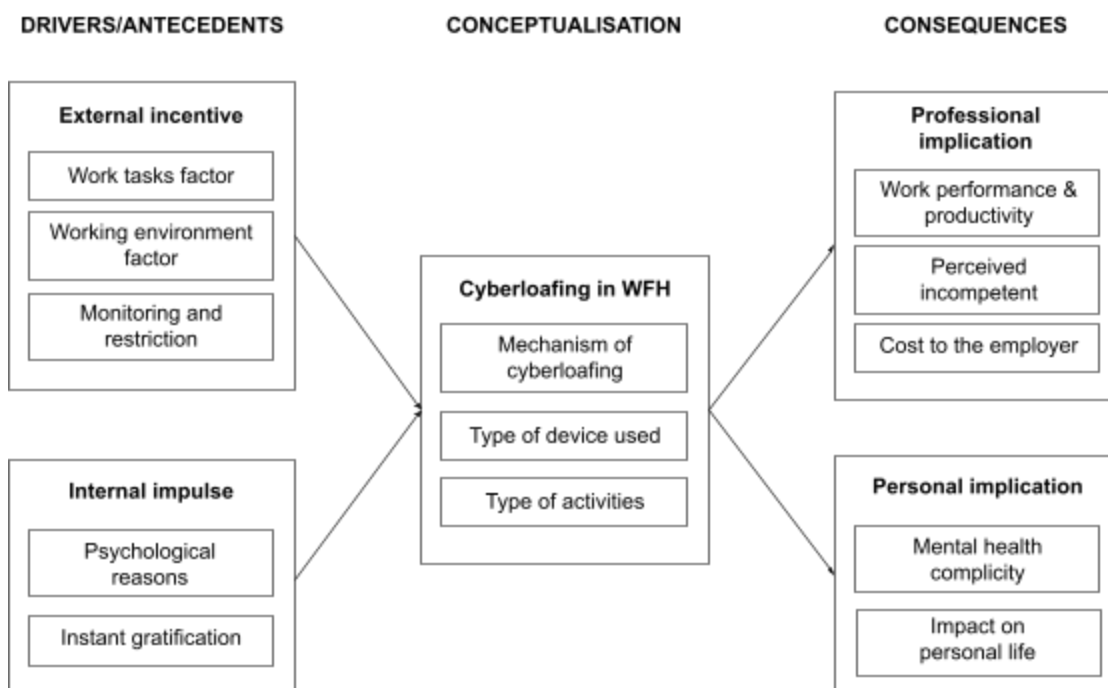 DRIVERS/ANTECEDENTS
CONCEPTUALISATION
CONSEQUENCES
External incentive
Work tasks factor
Working environment
factor
Monitoring and
restriction
Internal impulse
Psychological
reasons
Instant gratification
Cyberloafing in WFH
Mechanism of
cyberloafing
Type of device used
Type of activities
Professional
implication
Work performance &
productivity
Perceived
incompetent
Cost to the employer
Personal implication
Mental health
complicity
Impact on
personal life